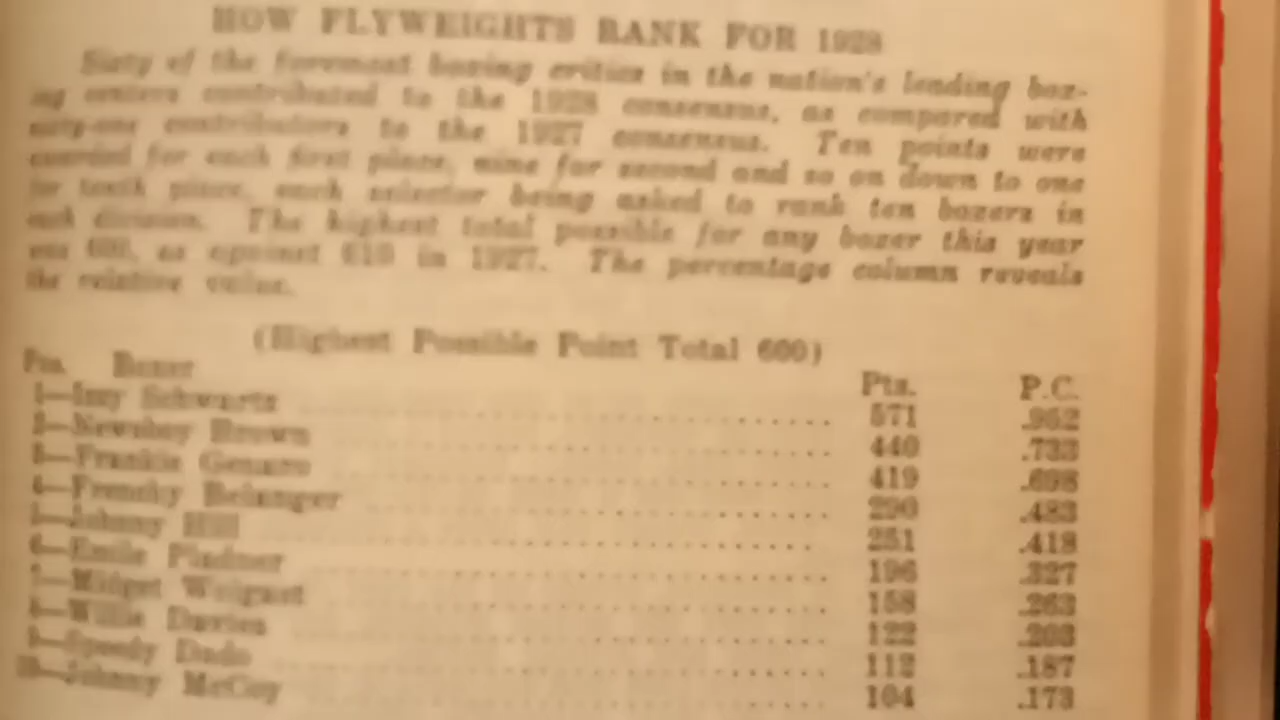 HOW FLYWEIGHTS RANK FOR 1928
Sixty of the foremost boxing critics in the nation's leading box-
ing centers contributed to the 1928 consensus, as compared with
sixty-one contributors to the 1927 consensus. Ten points were
awarded for each first place, nine for second and so on down to one
for tenth place, each selector being asked to rank ten boxers in
each division. The highest total possible for any boxer this year
was 600, as against 610 in 1927. The percentage column reveals
the relative value.
(Highest Possible Point Total 600)
Pos. Boxer Pts. P.C.
1—Izzy Schwartz 571 .952
2—Newsboy Brown 440 .733
3—Frankie Genaro 419 .698
4—Frenchy Belanger 290 .483
5—Johnny Hill 251 .418
6—Emile Pladner 196 .327
7—Midget Wolgast 158 .263
8—Willie Davies 122 .203
9—Speedy Dado 112 .187
10—Johnny McCoy 104 .173